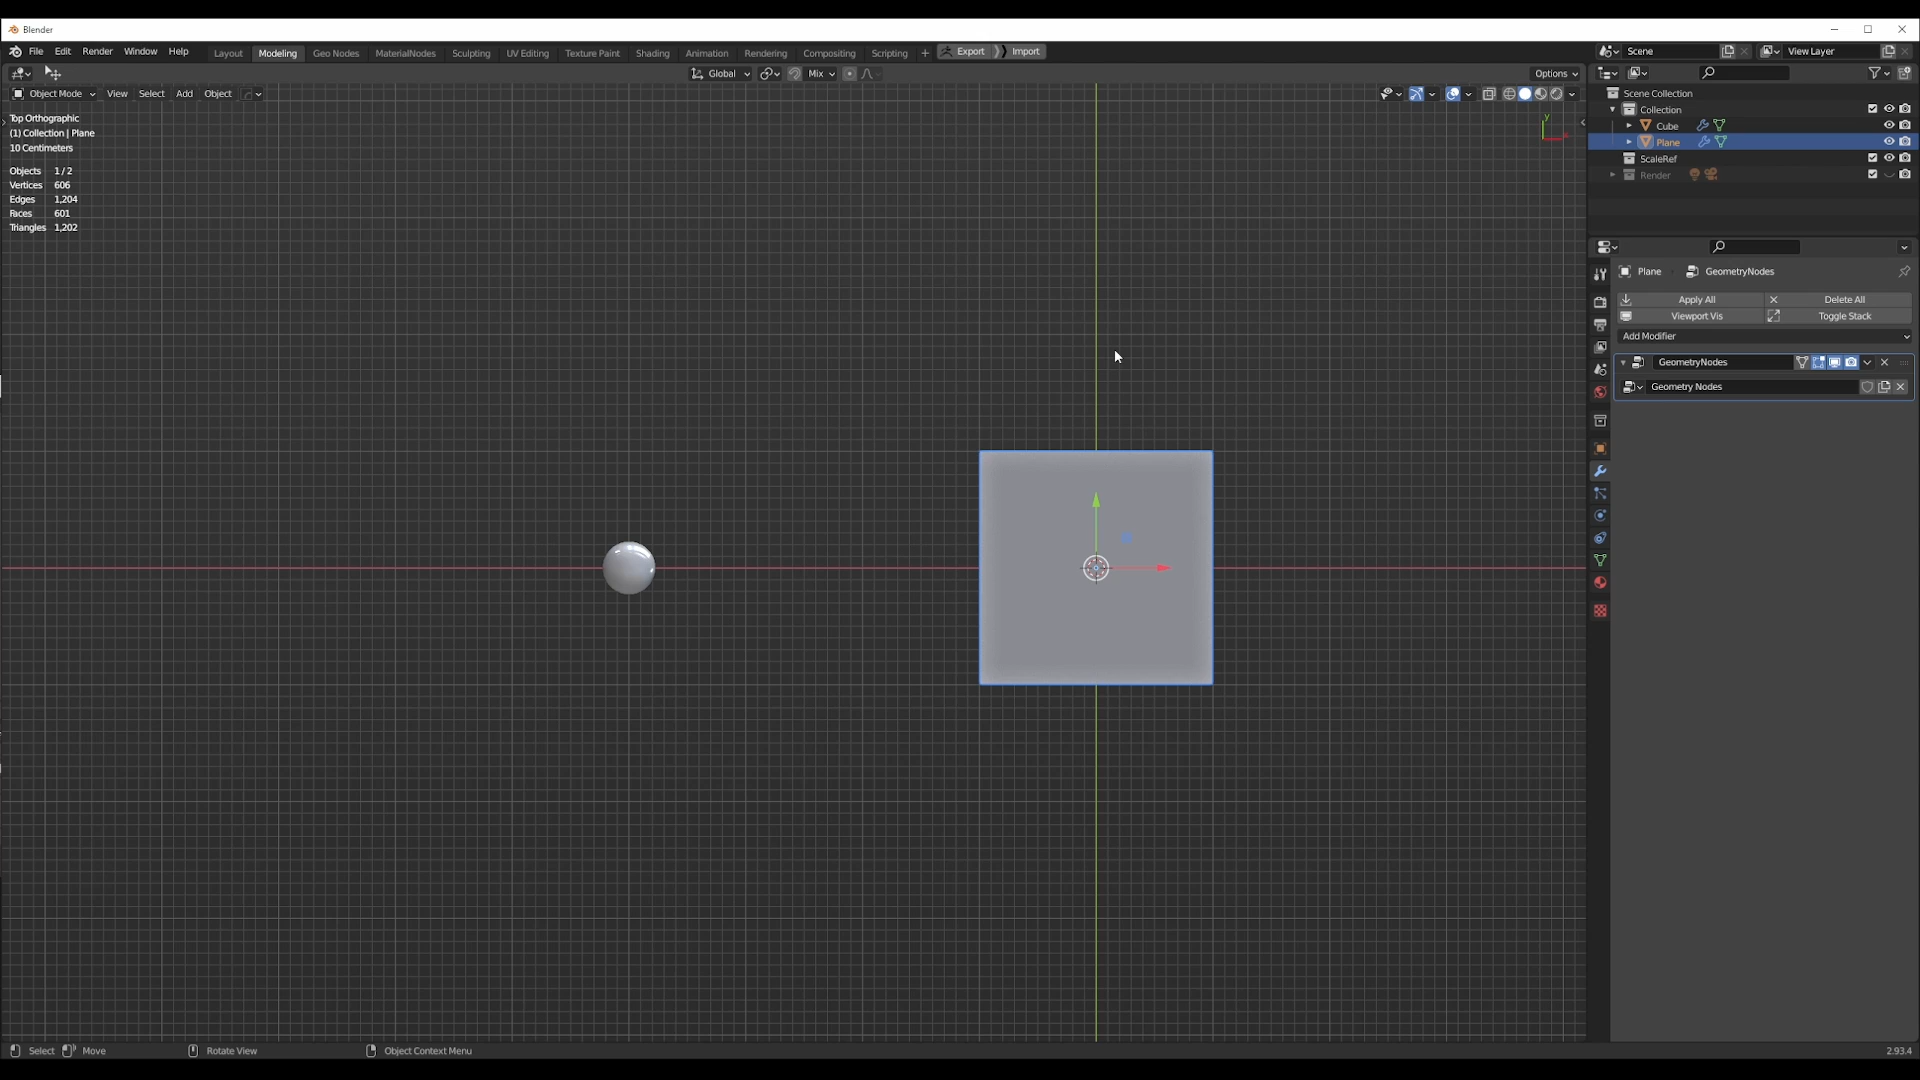 Blender
File Edit Render Window Help Layout Modeling Geo Nodes MaterialNodes Sculpting UV Editing Texture Paint Shading Animation Rendering Compositing Scripting + Export Import Scene View Layer
Global Mix Options
Object Mode View Select Add Object
Top Orthographic
(1) Collection | Plane
10 Centimeters
Objects 1/2
Vertices 606
Edges 1,204
Faces 601
Triangles 1,202
y
Scene Collection
Collection
Cube
Plane
ScaleRef
Render
Plane GeometryNodes
Apply All Delete All
Viewport Vis Toggle Stack
Add Modifier
GeometryNodes
Geometry Nodes
Select Move Rotate View Object Context Menu 2.93.4